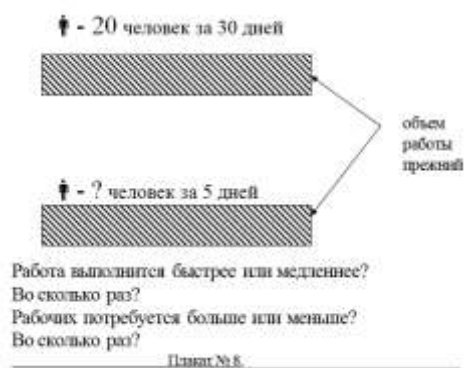 - 20 человек за 30 дней
объем
работы
прежний
- ? человек за 5 дней
Работа выполнится быстрее или медленнее?
Во сколько раз?
Рабочих потребуется больше или меньше?
Во сколько раз?
Плакат № 8.